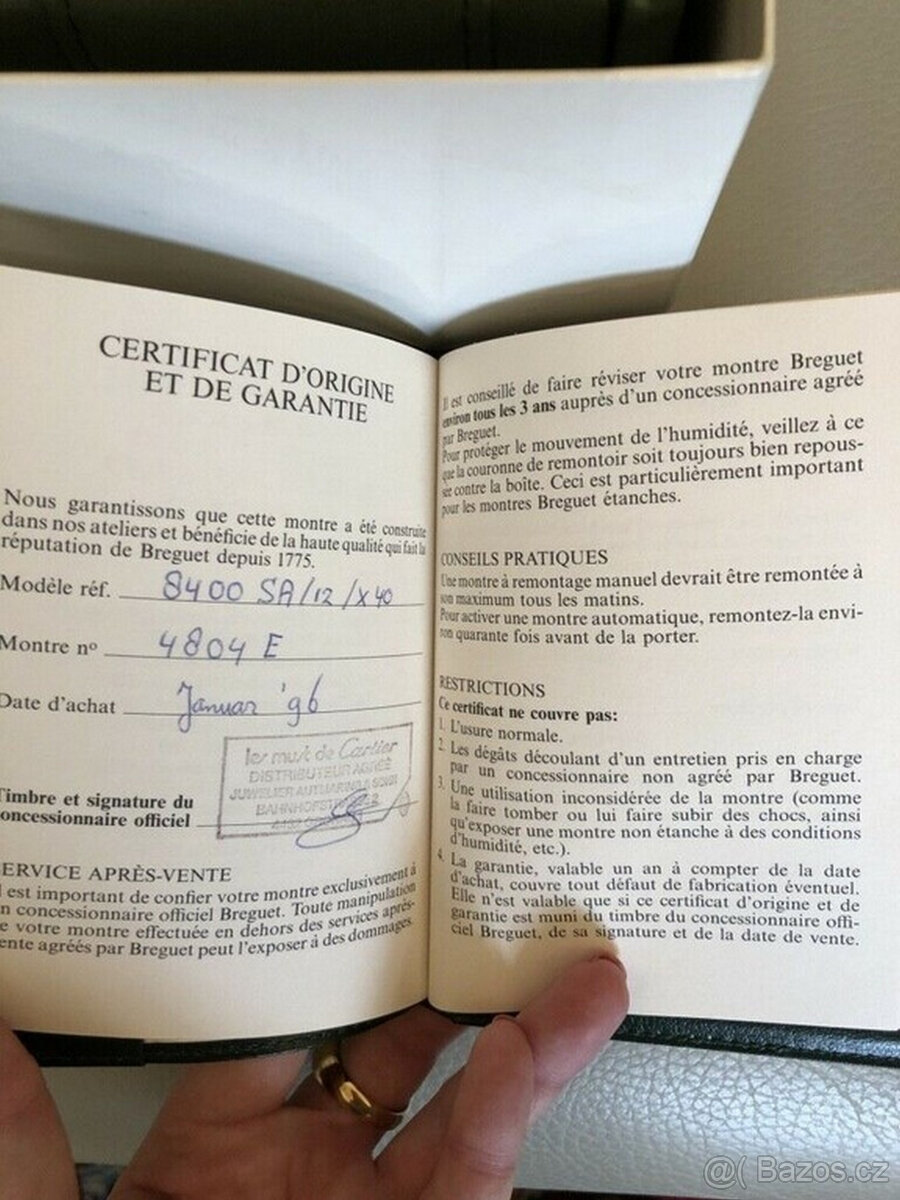 CERTIFICAT D'ORIGINE
ET DE GARANTIE
Nous garantissons que cette montre a été construite
dans nos ateliers et bénéficie de la haute qualité qui fait la
réputation de Breguet depuis 1775.
Modèle réf. 8400 SA/12/X40
Montre nº 4804 E
Date d'achat Januar '96
les must de Cartier
DISTRIBUTEUR AGRÉÉ
JUWELIER
Timbre et signature du
concessionnaire officiel
SERVICE APRÈS-VENTE
Il est important de confier votre montre exclusivement à
un concessionnaire officiel Breguet. Toute manipulation
de votre montre effectuée en dehors des services après-
vente agréés par Breguet peut l'exposer à des dommages.
Il est conseillé de faire réviser votre montre Breguet
environ tous les 3 ans auprès d'un concessionnaire agréé
par Breguet.
Pour protéger le mouvement de l'humidité, veillez à ce
que la couronne de remontoir soit toujours bien repous-
sée contre la boîte. Ceci est particulièrement important
pour les montres Breguet étanches.
CONSEILS PRATIQUES
Une montre à remontage manuel devrait être remontée à
son maximum tous les matins.
Pour activer une montre automatique, remontez-la envi-
ron quarante fois avant de la porter.
RESTRICTIONS
Ce certificat ne couvre pas:
1. L'usure normale.
2. Les dégâts découlant d'un entretien pris en charge
par un concessionnaire non agréé par Breguet.
3. Une utilisation inconsidérée de la montre (comme
la faire tomber ou lui faire subir des chocs, ainsi
qu'exposer une montre non étanche à des conditions
d'humidité, etc.).
4. La garantie, valable un an à compter de la date
d'achat, couvre tout défaut de fabrication éventuel.
Elle n'est valable que si ce certificat d'origine et de
garantie est muni du timbre du concessionnaire offi-
ciel Breguet, de sa signature et de la date de vente.
@( Bazos.cz